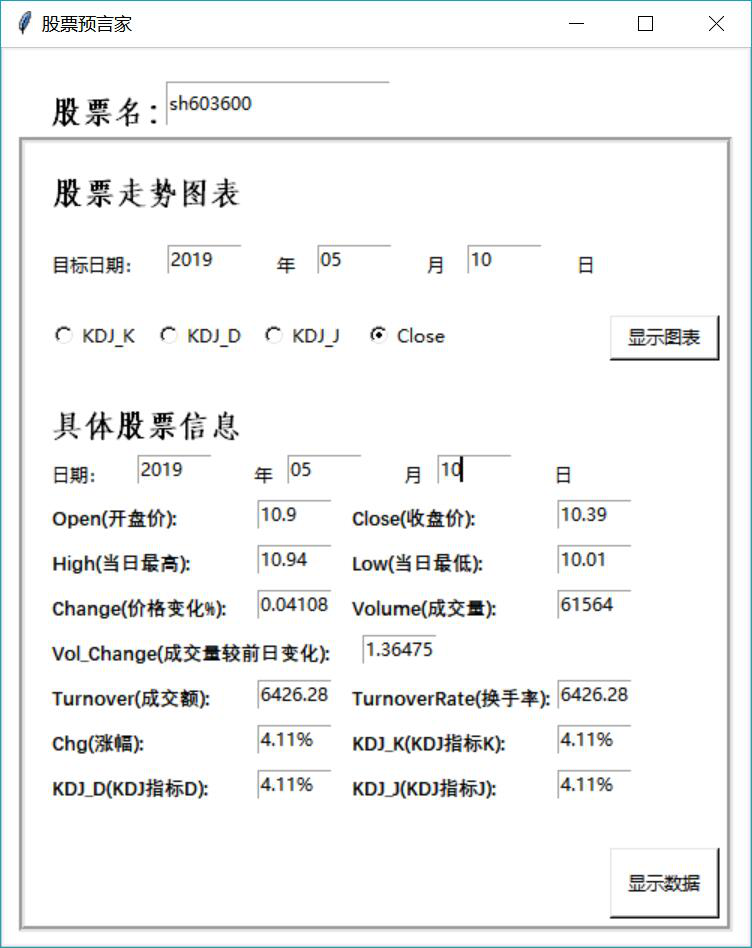 股票预言家
股票名: sh603600
股票走势图表
目标日期: 2019 年 05 月 10 日
KDJ_K KDJ_D KDJ_J Close 显示图表
具体股票信息
日期: 2019 年 05 月 10 日
Open(开盘价): 10.9 Close(收盘价): 10.39
High(当日最高): 10.94 Low(当日最低): 10.01
Change(价格变化%): 0.04108 Volume(成交量): 61564
Vol_Change(成交量较前日变化): 1.36475
Turnover(成交额): 6426.28 TurnoverRate(换手率): 6426.28
Chg(涨幅): 4.11% KDJ_K(KDJ指标K): 4.11%
KDJ_D(KDJ指标D): 4.11% KDJ_J(KDJ指标J): 4.11%
显示数据